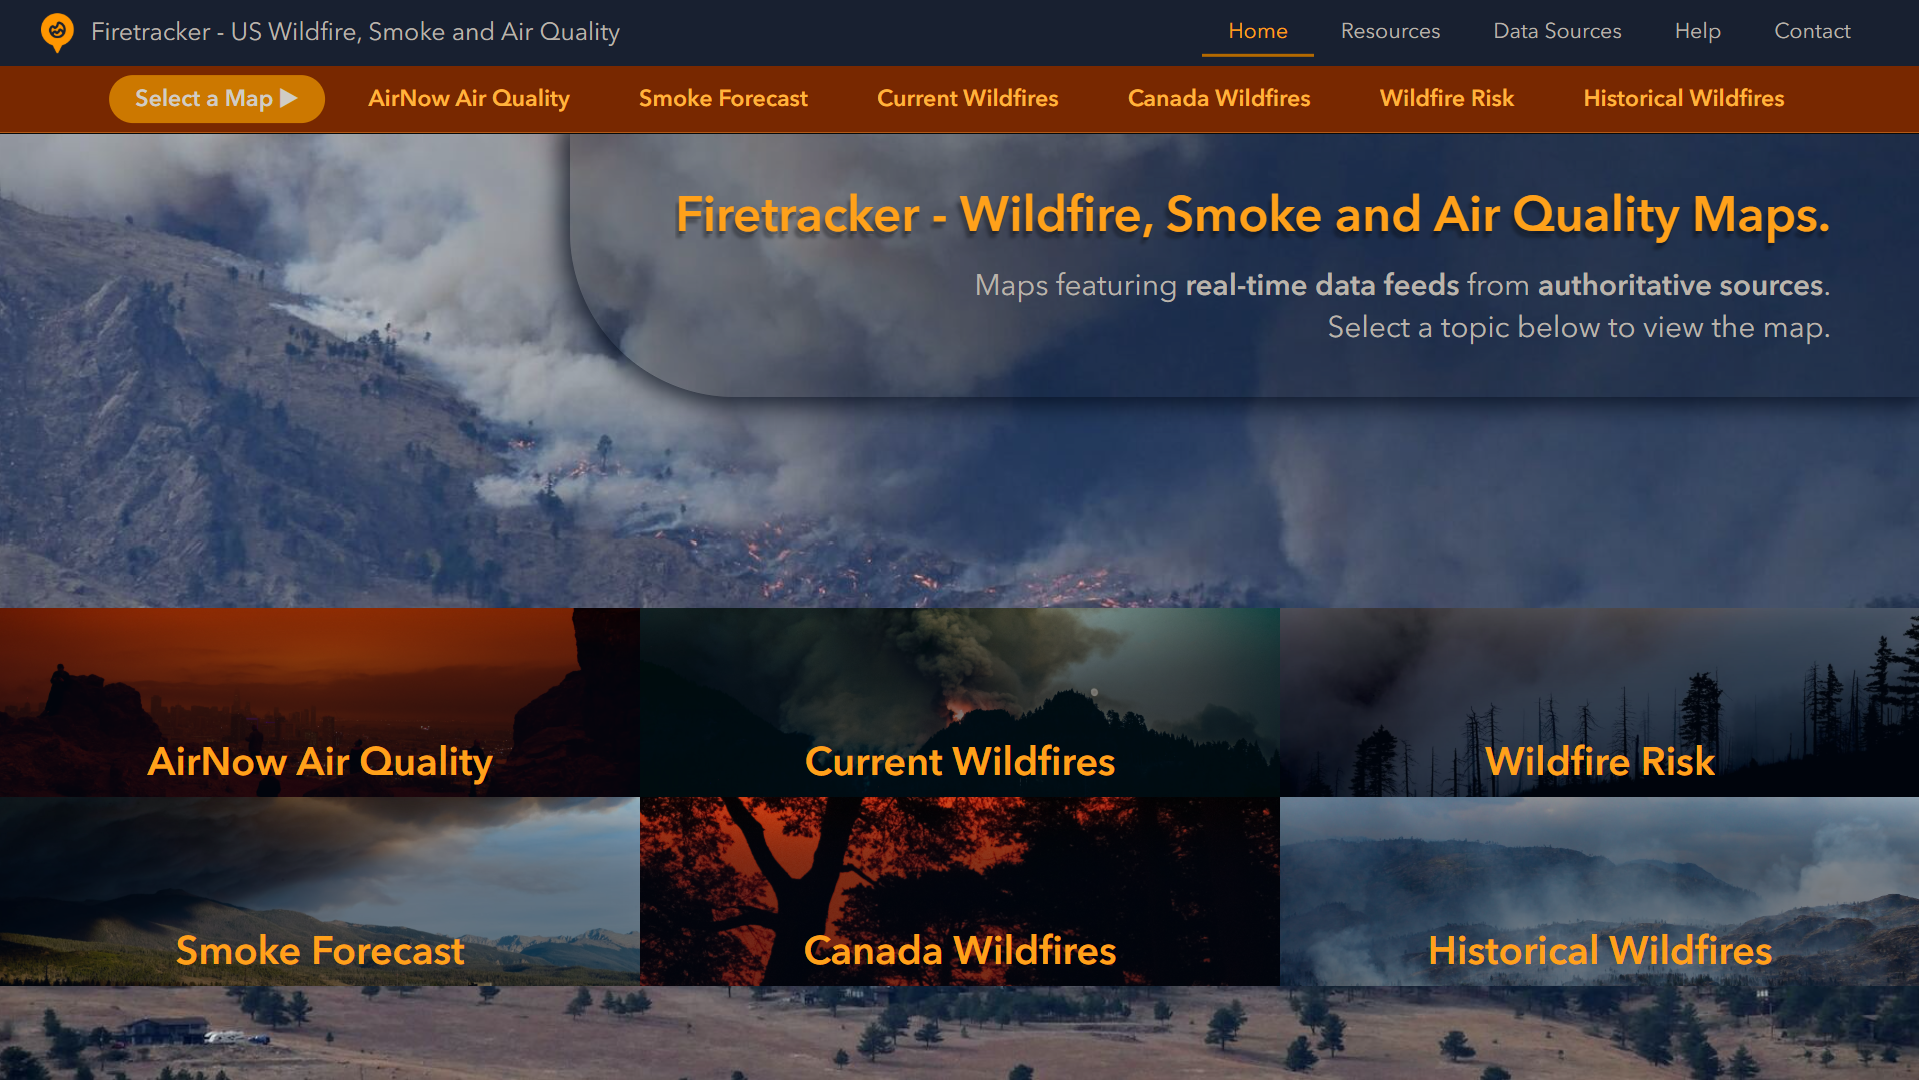 Firetracker - US Wildfire, Smoke and Air Quality
Home
Resources
Data Sources
Help
Contact
Select a Map ▶
AirNow Air Quality
Smoke Forecast
Current Wildfires
Canada Wildfires
Wildfire Risk
Historical Wildfires
Firetracker - Wildfire, Smoke and Air Quality Maps.
Maps featuring real-time data feeds from authoritative sources.
Select a topic below to view the map.
AirNow Air Quality
Current Wildfires
Wildfire Risk
Smoke Forecast
Canada Wildfires
Historical Wildfires